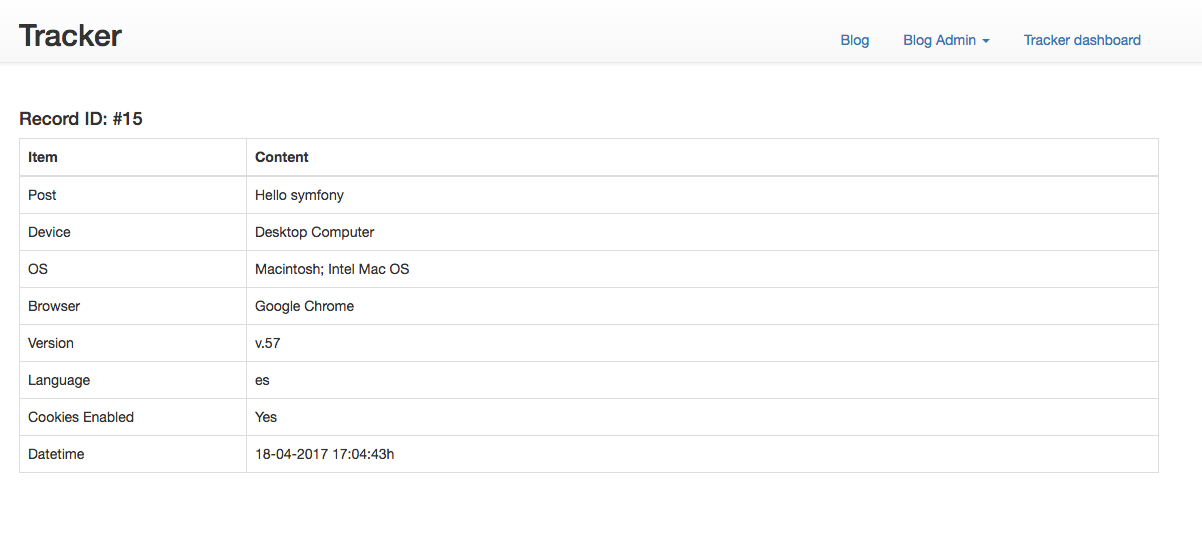 Tracker
Blog
Blog Admin
Tracker dashboard
Record ID: #15
Item Content
Post Hello symfony
Device Desktop Computer
OS Macintosh; Intel Mac OS
Browser Google Chrome
Version v.57
Language es
Cookies Enabled Yes
Datetime 18-04-2017 17:04:43h